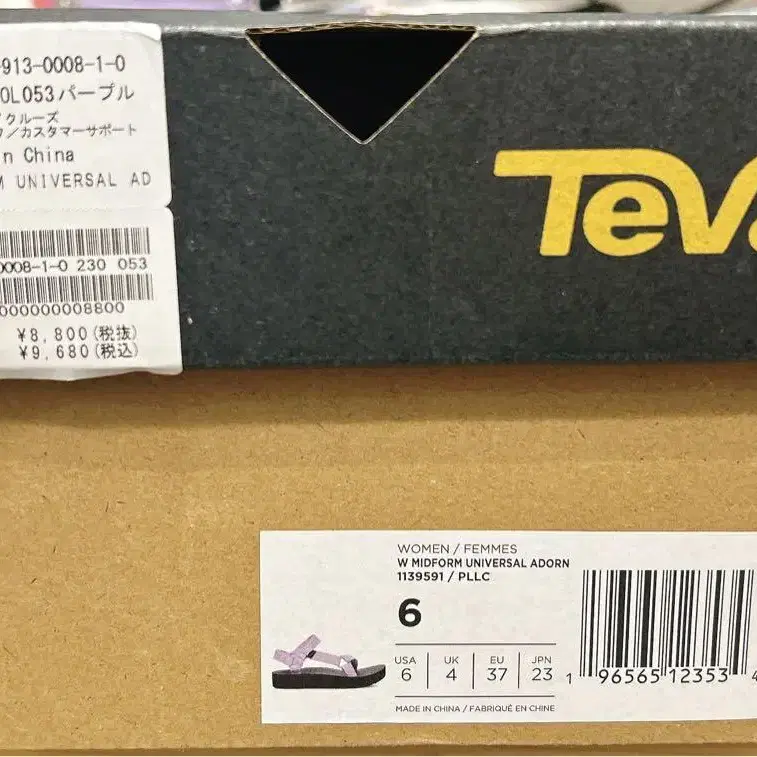 -913-0008-1-0
0L053パープル
クルーズ
/カスタマーサポート
n China
M UNIVERSAL AD
0008-1-0 230 053
000000000008800
¥8,800(税抜)
¥9,680(税込)
TeVa
WOMEN / FEMMES
W MIDFORM UNIVERSAL ADORN
1139591 / PLLC
6
USA UK EU JPN
6 4 37 23
1 96565 12353 4
MADE IN CHINA / FABRIQUÉ EN CHINE